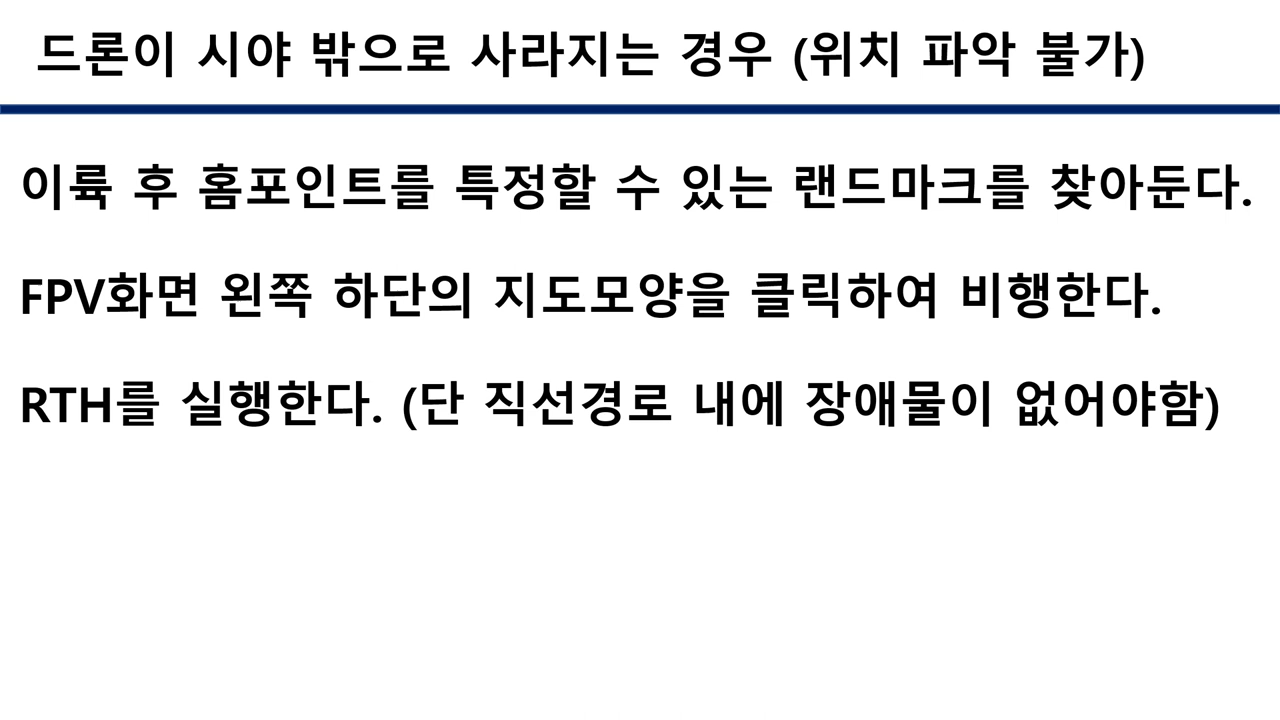 드론이 시야 밖으로 사라지는 경우 (위치 파악 불가)
이륙 후 홈포인트를 특정할 수 있는 랜드마크를 찾아둔다.
FPV화면 왼쪽 하단의 지도모양을 클릭하여 비행한다.
RTH를 실행한다. (단 직선경로 내에 장애물이 없어야함)